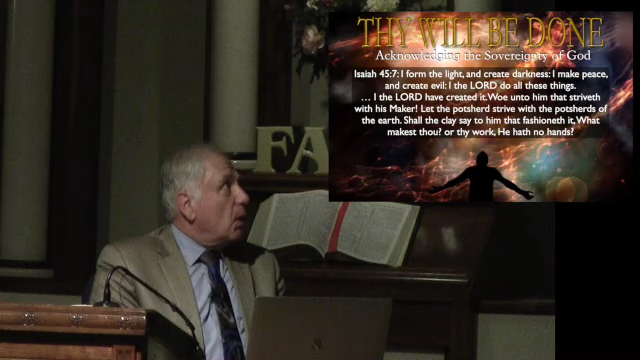 THY WILL BE DONE
Acknowledging the Sovereignty of God
Isaiah 45:7: I form the light, and create darkness: I make peace,
and create evil: I the LORD do all these things.
… I the LORD have created it. Woe unto him that striveth
with his Maker! Let the potsherd strive with the potsherds of
the earth. Shall the clay say to him that fashioneth it, What
makest thou? or thy work, He hath no hands?
FA